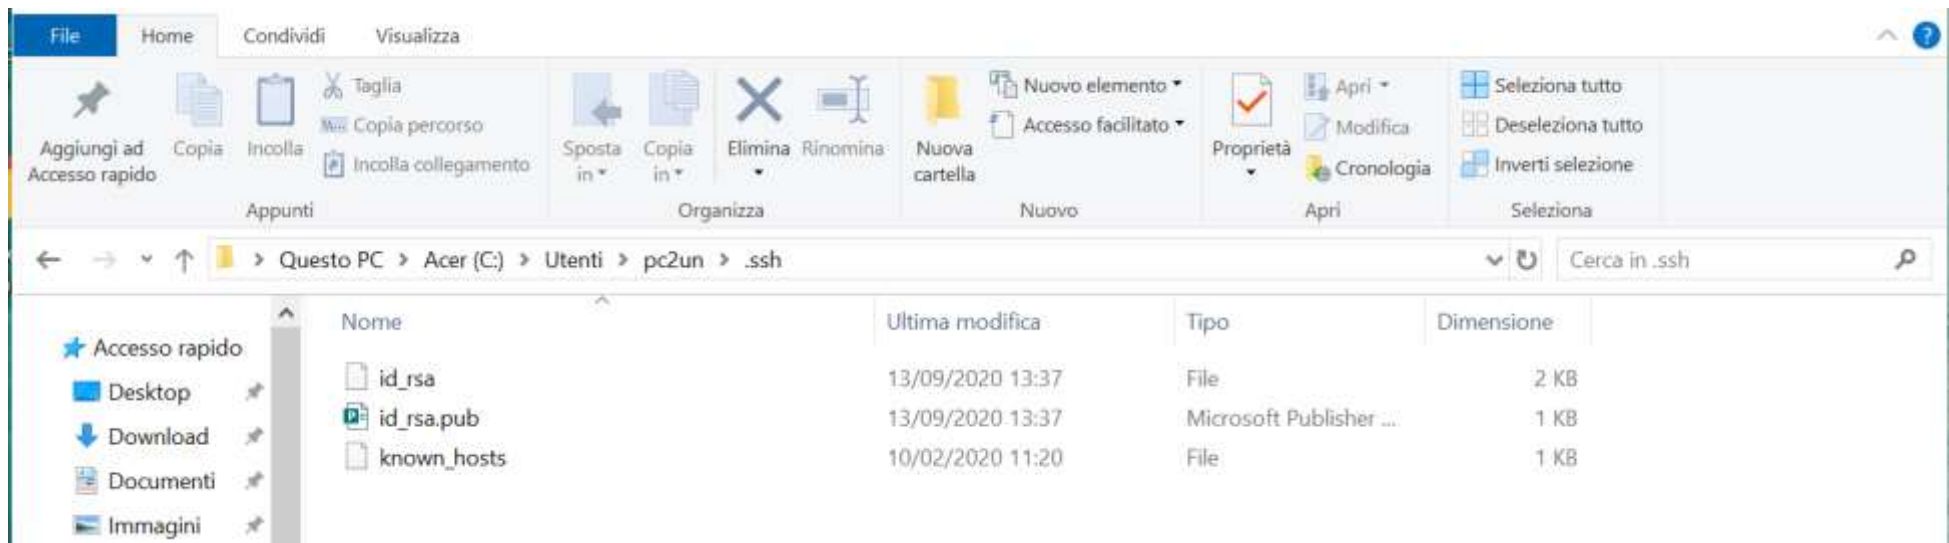 File Home Condividi Visualizza
Aggiungi ad
Accesso rapido
Copia
Incolla
Taglia
Copia percorso
Incolla collegamento
Appunti
Sposta
in
Copia
in
Elimina
Rinomina
Organizza
Nuova
cartella
Nuovo elemento
Accesso facilitato
Nuovo
Proprietà
Apri
Modifica
Cronologia
Apri
Seleziona tutto
Deseleziona tutto
Inverti selezione
Seleziona
> Questo PC > Acer (C:) > Utenti > pc2un > .ssh
Cerca in .ssh
Accesso rapido
Desktop
Download
Documenti
Immagini
Nome Ultima modifica Tipo Dimensione
id_rsa 13/09/2020 13:37 File 2 KB
id_rsa.pub 13/09/2020 13:37 Microsoft Publisher ... 1 KB
known_hosts 10/02/2020 11:20 File 1 KB